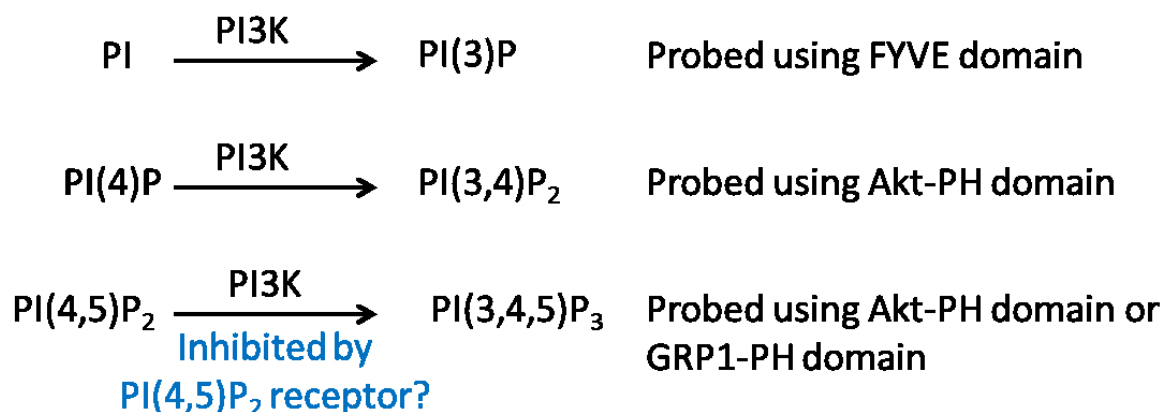 PI PI3K PI(3)P Probed using FYVE domain
PI(4)P PI3K PI(3,4)P₂ Probed using Akt-PH domain
PI(4,5)P₂ PI3K PI(3,4,5)P₃ Probed using Akt-PH domain or
GRP1-PH domain
Inhibited by
PI(4,5)P₂ receptor?